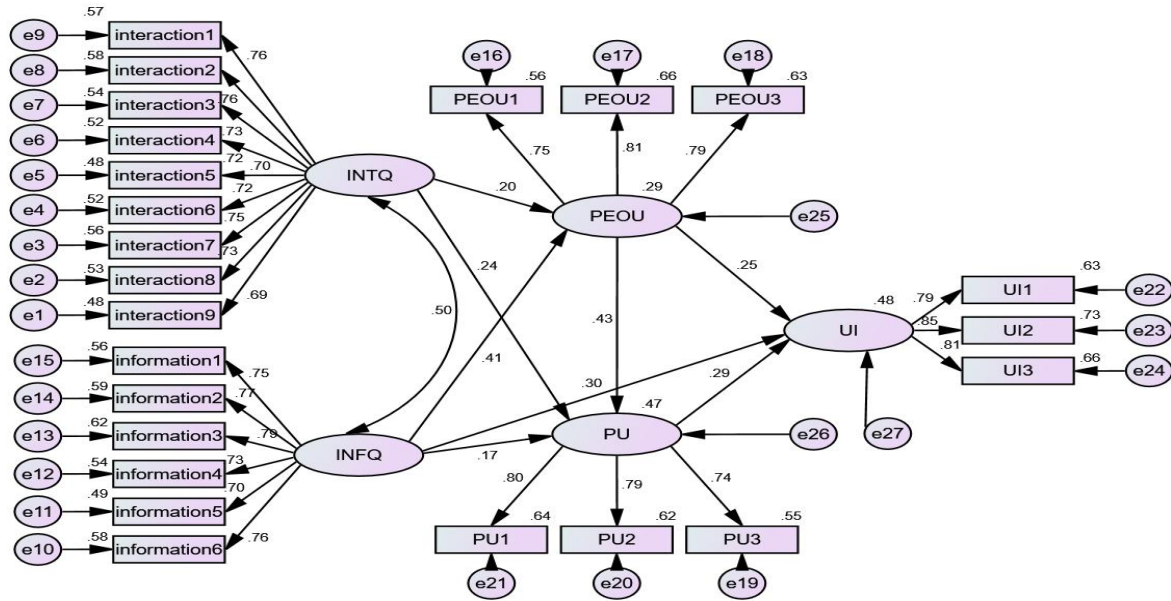 .57
e9
interaction1
.76
.58
e8
interaction2
.76
.54
e7
interaction3
.73
.52
e6
interaction4
.72
.48
e5
interaction5
.70
.52
e4
interaction6
.72
.56
e3
interaction7
.75
.53
e2
interaction8
.73
.48
e1
interaction9
.69
INTQ
.20
.24
.50
.56
e15
information1
.75
.59
e14
information2
.77
.62
e13
information3
.79
.54
e12
information4
.73
.49
e11
information5
.70
.58
e10
information6
.76
INFQ
.41
.30
.17
e16
e17
e18
.56
.66
.63
PEOU1
PEOU2
PEOU3
.75
.81
.79
.29
PEOU
e25
.25
.43
.29
.47
PU
e26
e27
.80
.79
.74
.64
.62
.55
PU1
PU2
PU3
e21
e20
e19
.48
UI
.79
.85
.81
.63
UI1
e22
.73
UI2
e23
.66
UI3
e24